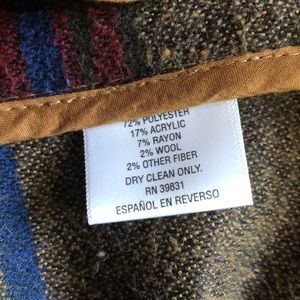 72% POLYESTER
17% ACRYLIC
7% RAYON
2% WOOL
2% OTHER FIBER
DRY CLEAN ONLY.
RN 39831
ESPAÑOL EN REVERSO